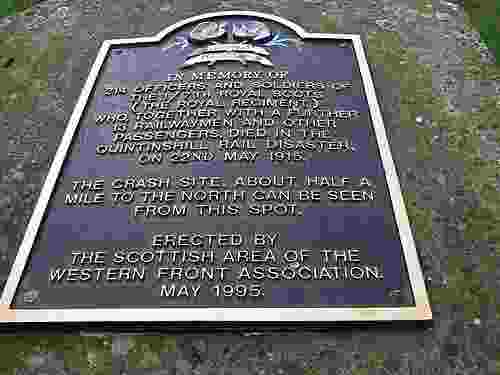 IN MEMORY OF
214 OFFICERS AND SOLDIERS OF
THE 7TH ROYAL SCOTS
(THE ROYAL REGIMENT)
WHO, TOGETHER WITH A FURTHER
13 RAILWAYMEN AND OTHER
PASSENGERS, DIED IN THE
QUINTINSHILL RAIL DISASTER,
ON 22ND MAY 1915.
THE CRASH SITE, ABOUT HALF A
MILE TO THE NORTH CAN BE SEEN
FROM THIS SPOT.
ERECTED BY
THE SCOTTISH AREA OF THE
WESTERN FRONT ASSOCIATION.
MAY 1995.